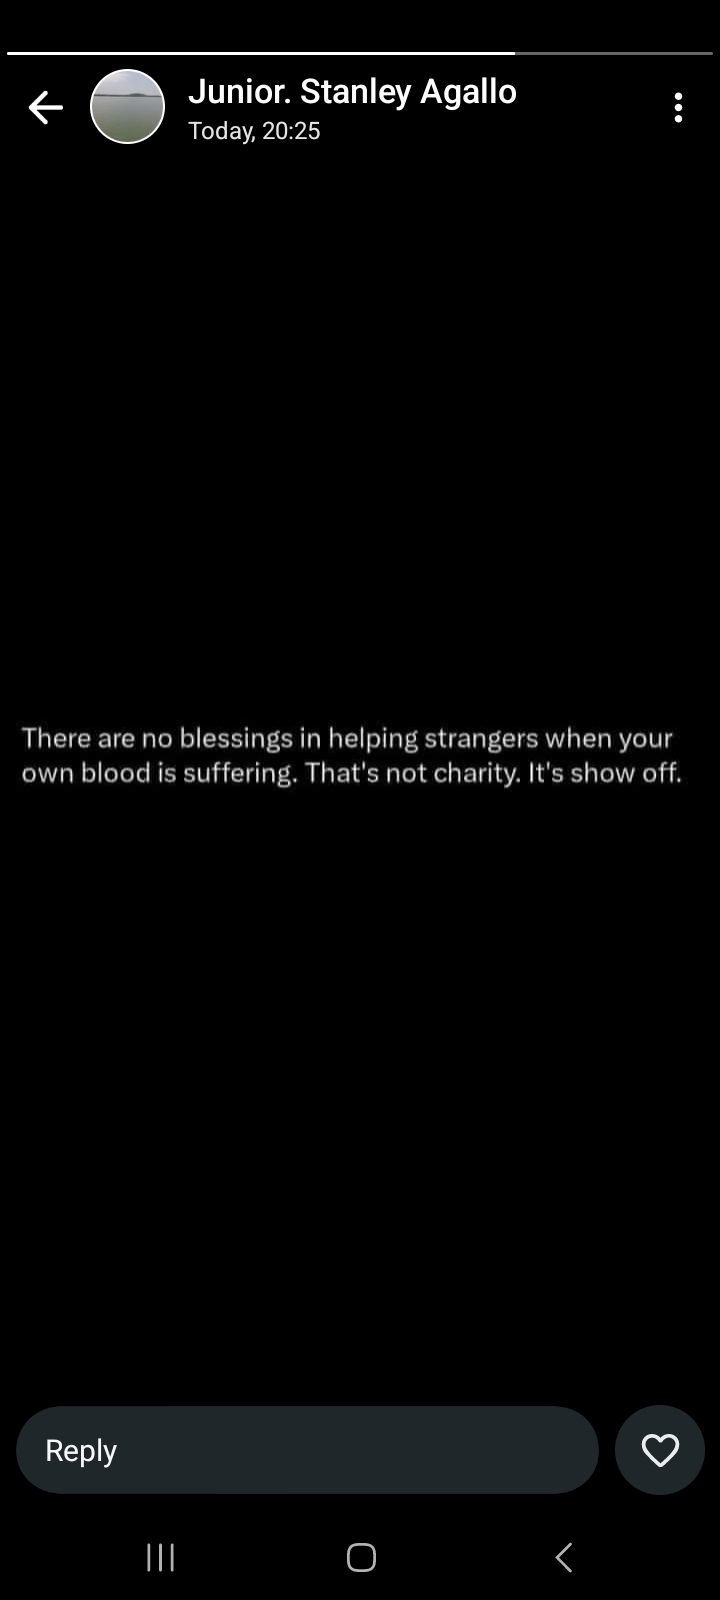 Junior. Stanley Agallo
Today, 20:25
There are no blessings in helping strangers when your
own blood is suffering. That's not charity. It's show off.
Reply